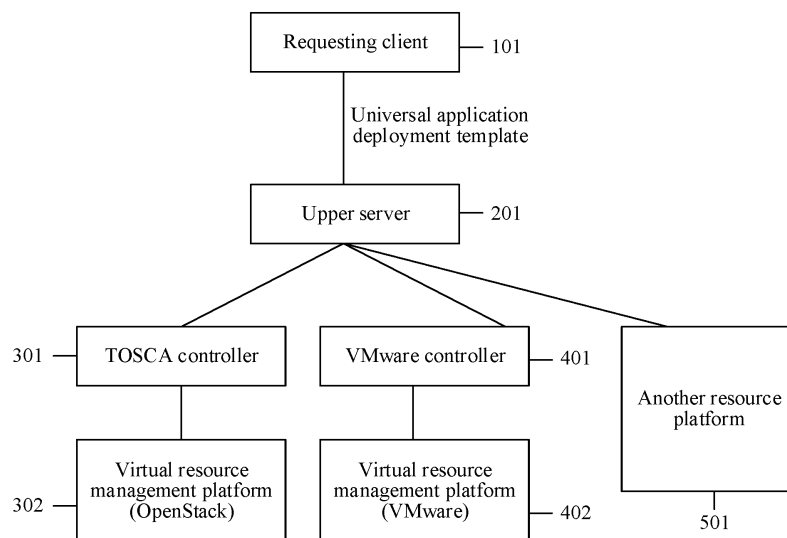 Requesting client
101
Universal application
deployment template
Upper server
201
301
TOSCA controller
VMware controller
401
Another resource
platform
501
302
Virtual resource
management platform
(OpenStack)
Virtual resource
management platform
(VMware)
402